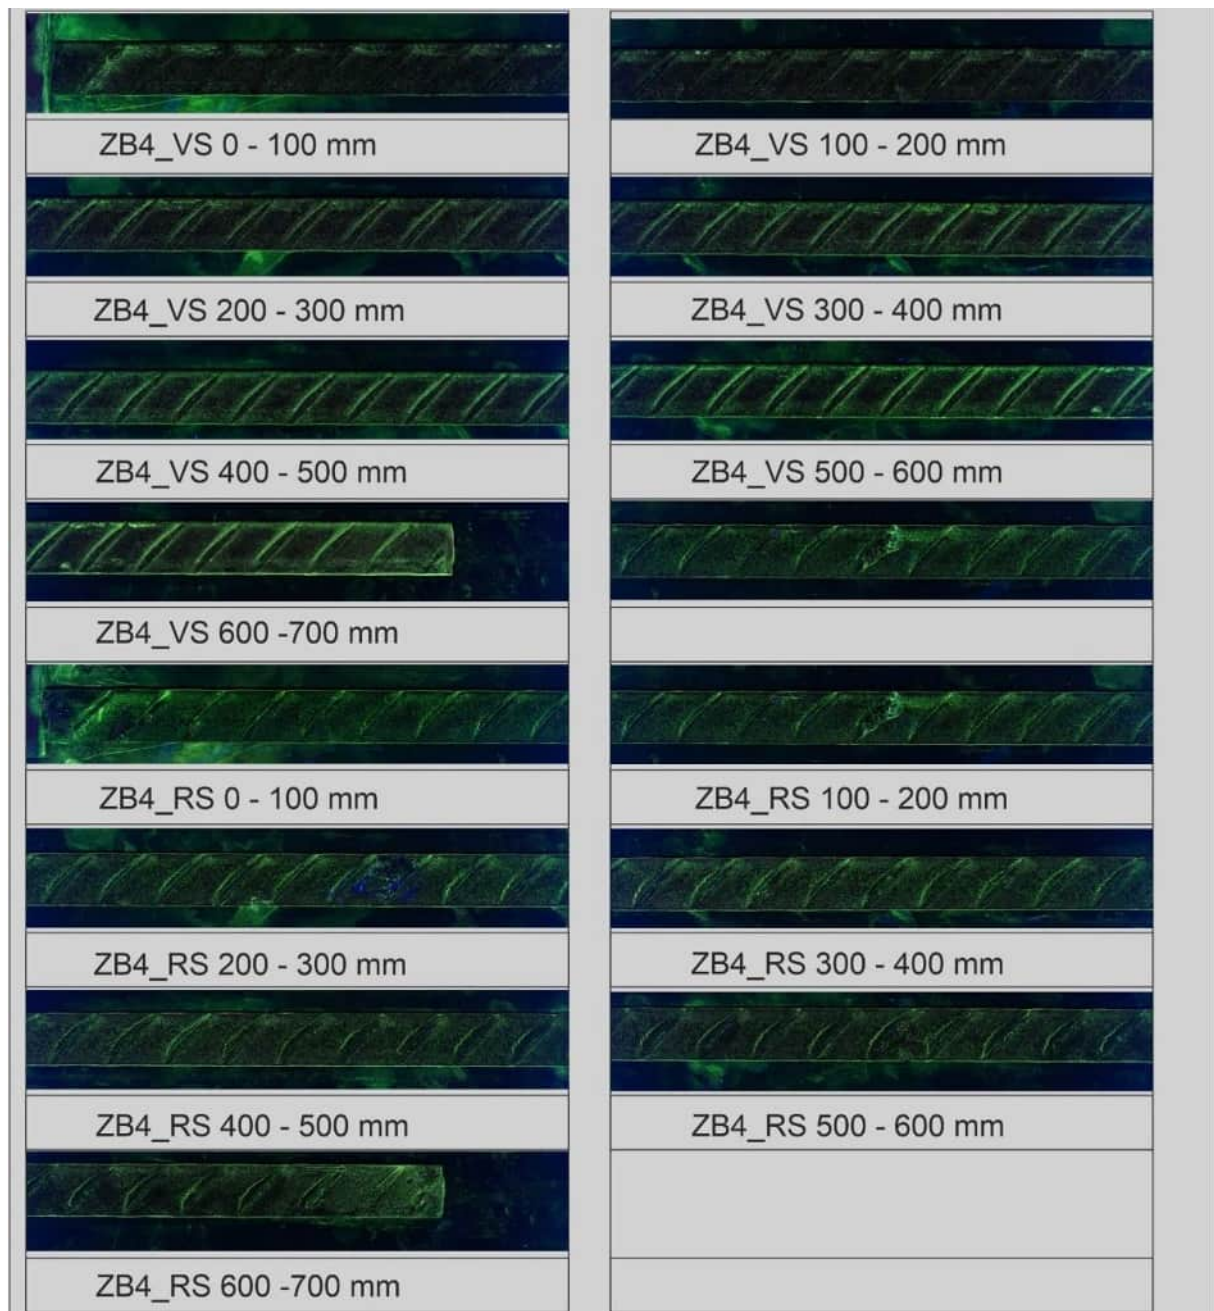 ZB4_VS 0 - 100 mm
ZB4_VS 100 - 200 mm
ZB4_VS 200 - 300 mm
ZB4_VS 300 - 400 mm
ZB4_VS 400 - 500 mm
ZB4_VS 500 - 600 mm
ZB4_VS 600 -700 mm
ZB4_RS 0 - 100 mm
ZB4_RS 100 - 200 mm
ZB4_RS 200 - 300 mm
ZB4_RS 300 - 400 mm
ZB4_RS 400 - 500 mm
ZB4_RS 500 - 600 mm
ZB4_RS 600 -700 mm